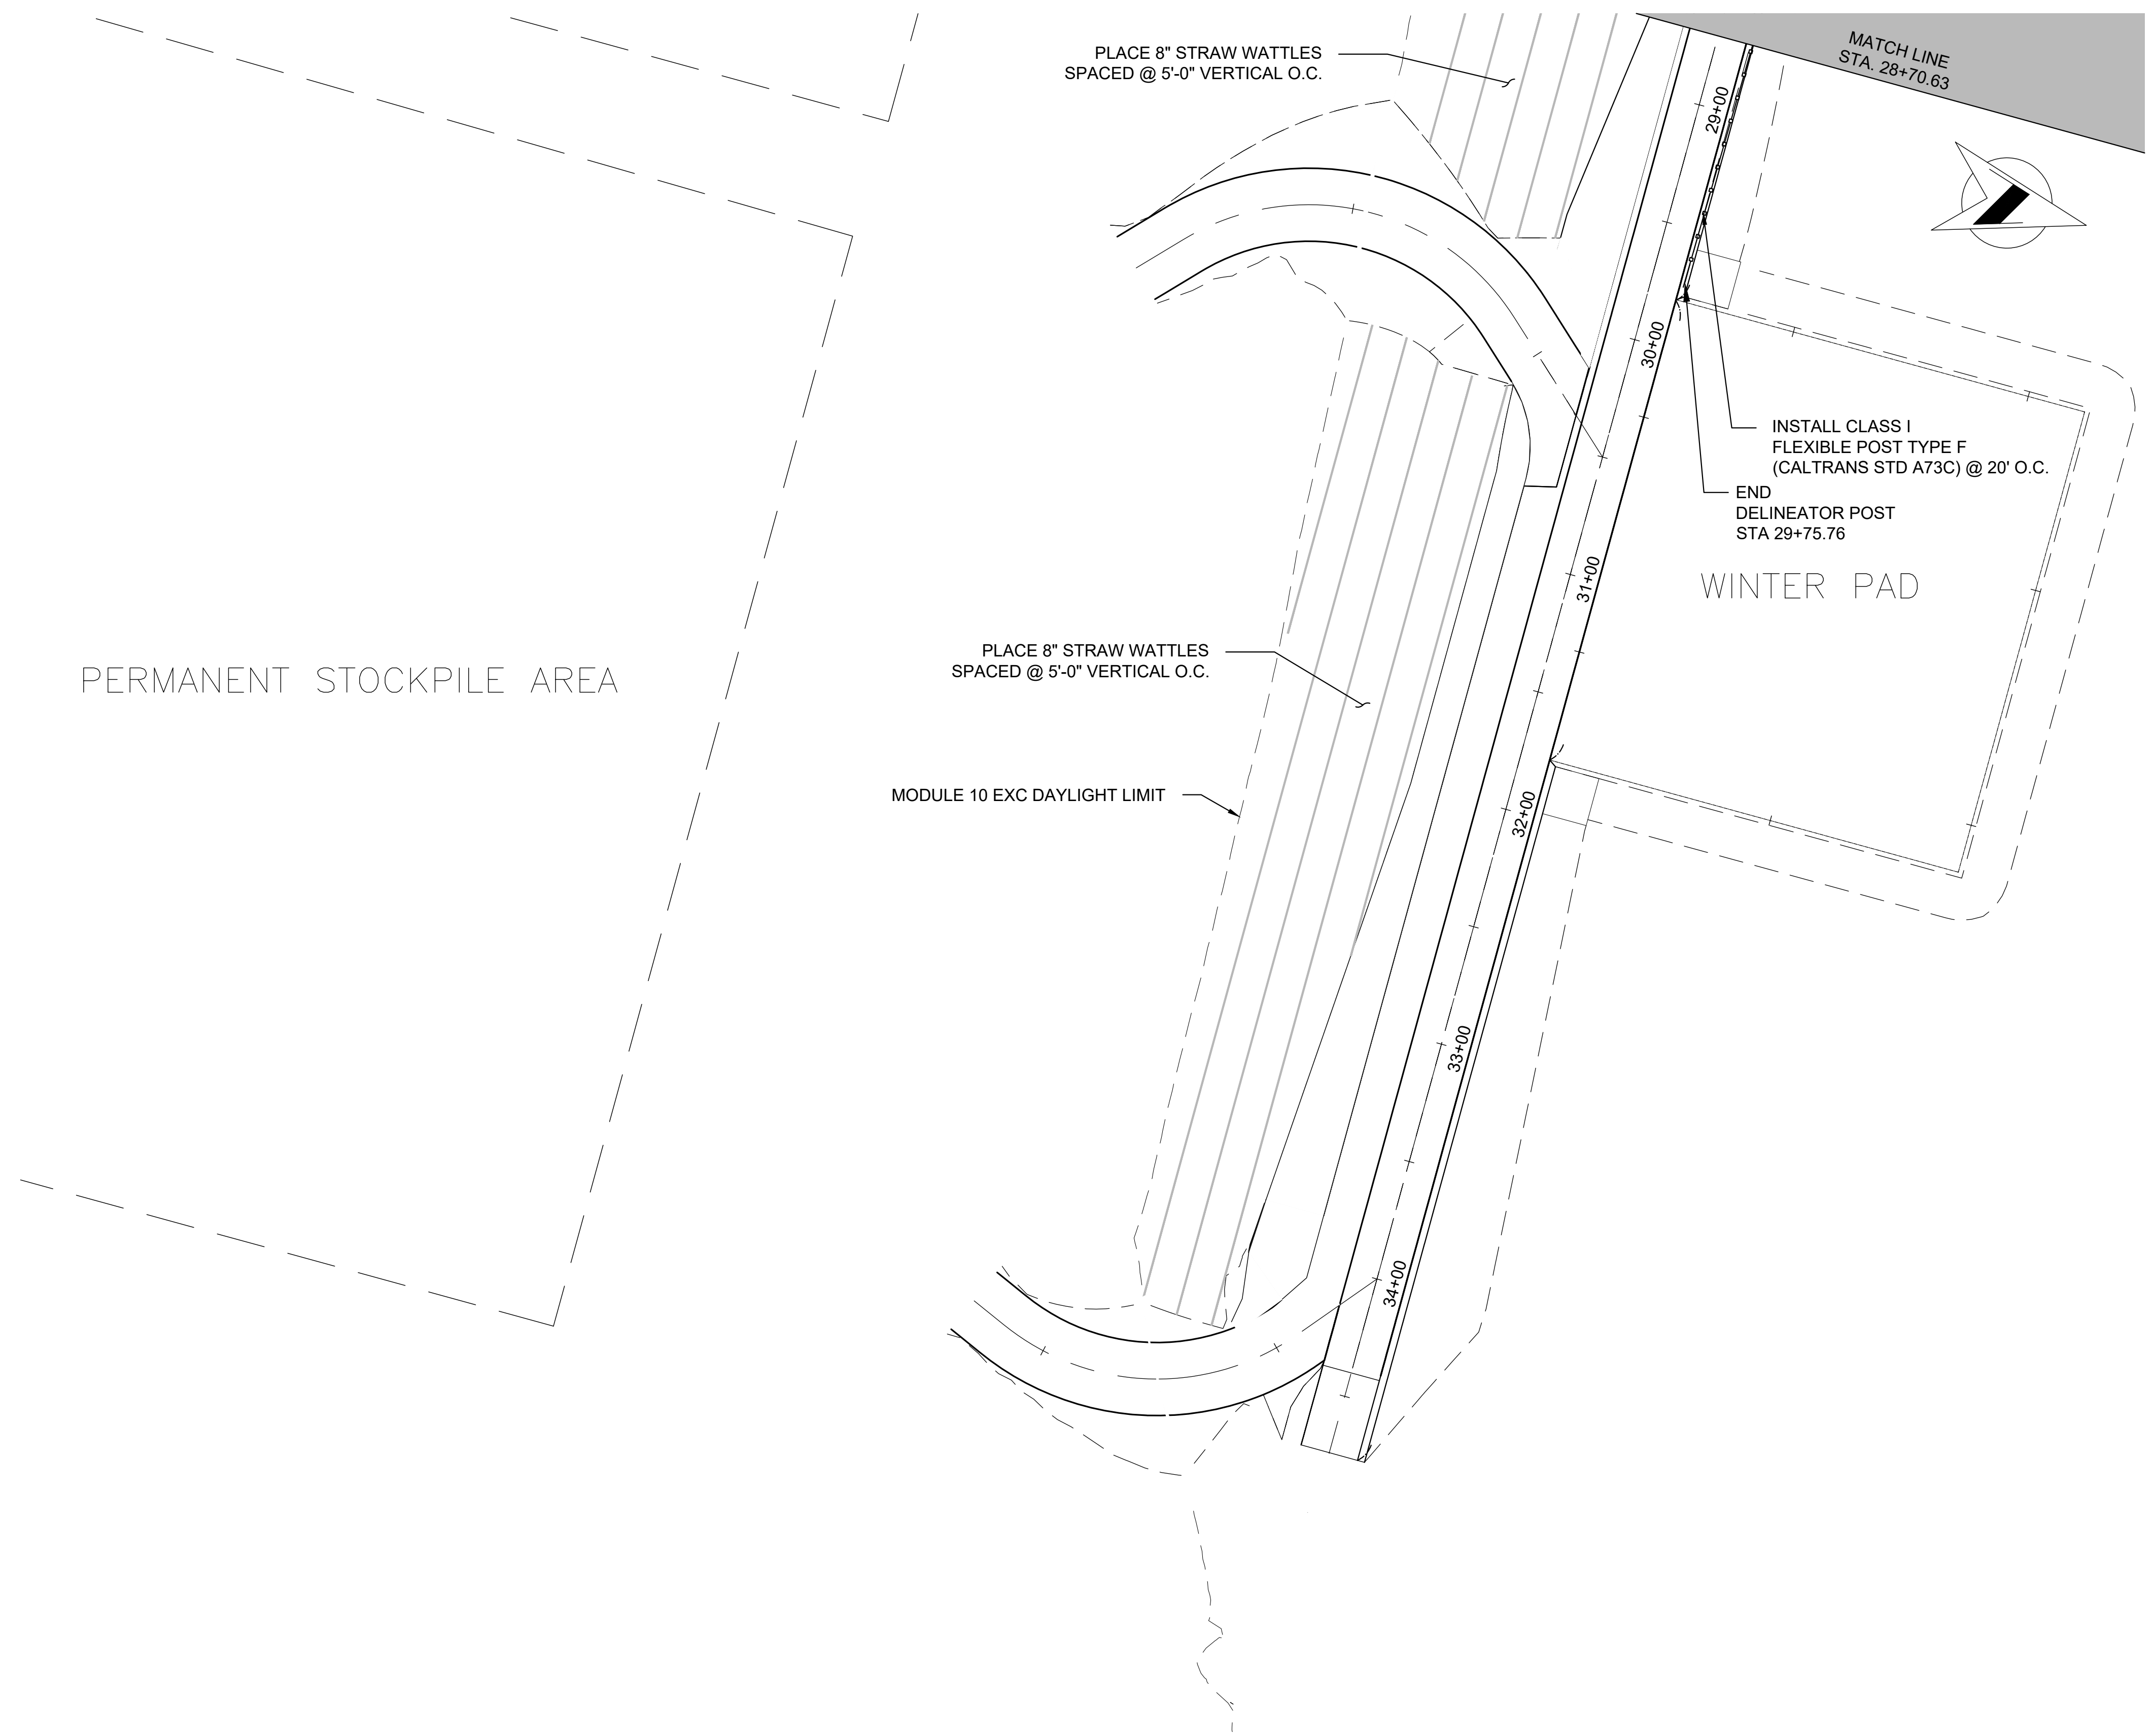 PLACE 8" STRAW WATTLES
SPACED @ 5'-0" VERTICAL O.C.
MATCH LINE
STA. 28+70.63
29+00
30+00
INSTALL CLASS I
FLEXIBLE POST TYPE F
(CALTRANS STD A73C) @ 20' O.C.
END
DELINEATOR POST
STA 29+75.76
31+00
WINTER PAD
PLACE 8" STRAW WATTLES
SPACED @ 5'-0" VERTICAL O.C.
PERMANENT STOCKPILE AREA
MODULE 10 EXC DAYLIGHT LIMIT
32+00
33+00
34+00